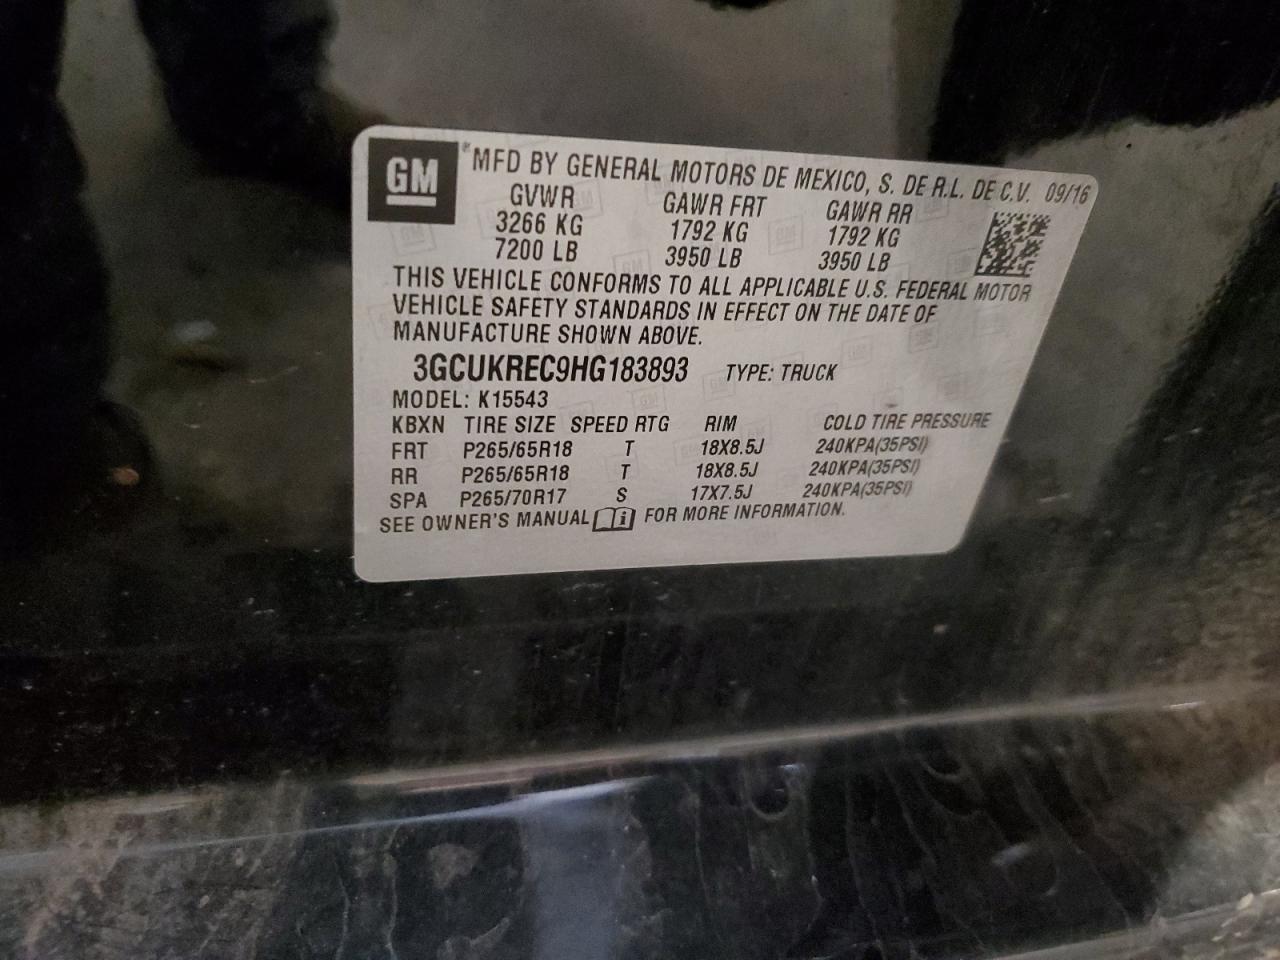 GM
® MFD BY GENERAL MOTORS DE MEXICO, S. DE R.L. DE C.V. 09/16
GVWR GAWR FRT GAWR RR
3266 KG 1792 KG 1792 KG
7200 LB 3950 LB 3950 LB
THIS VEHICLE CONFORMS TO ALL APPLICABLE U.S. FEDERAL MOTOR
VEHICLE SAFETY STANDARDS IN EFFECT ON THE DATE OF
MANUFACTURE SHOWN ABOVE.
3GCUKREC9HG183893 TYPE: TRUCK
MODEL: K15543
KBXN TIRE SIZE SPEED RTG RIM COLD TIRE PRESSURE
FRT P265/65R18 T 18X8.5J 240KPA(35PSI)
RR P265/65R18 T 18X8.5J 240KPA(35PSI)
SPA P265/70R17 S 17X7.5J 240KPA(35PSI)
SEE OWNER'S MANUAL i FOR MORE INFORMATION.